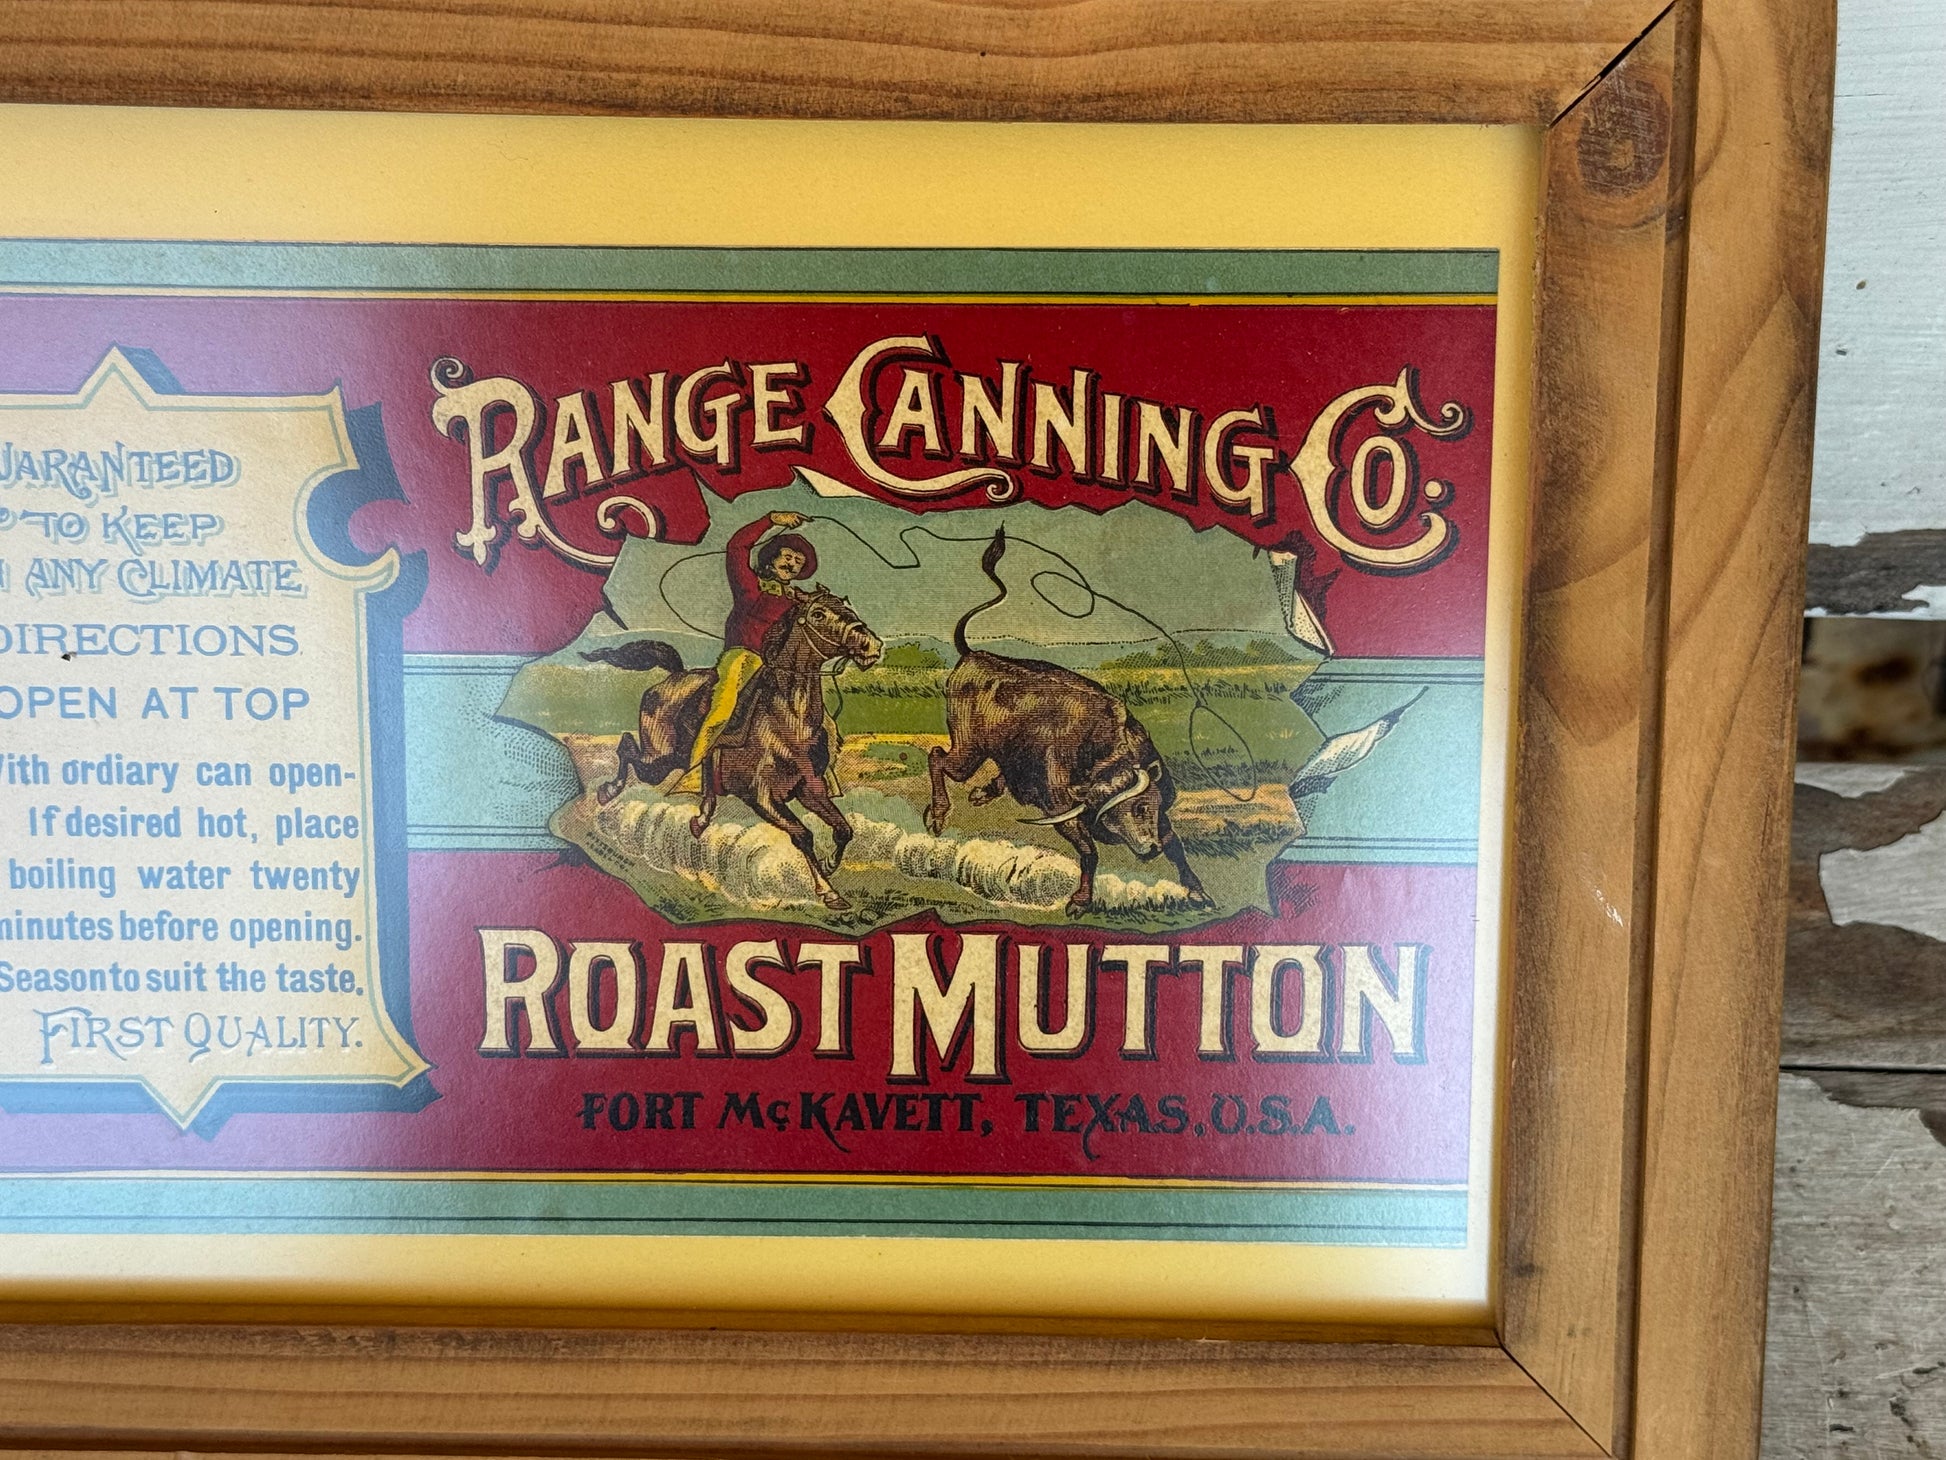 UARANTEED
TO KEEP
ANY CLIMATE
DIRECTIONS
OPEN AT TOP
ith ordiary can open-
If desired hot, place
boiling water twenty
minutes before opening.
Season to suit the taste.
FIRST QUALITY.
RANGE CANNING CO.
ROAST MUTTON
FORT McKAVETT, TEXAS, U.S.A.